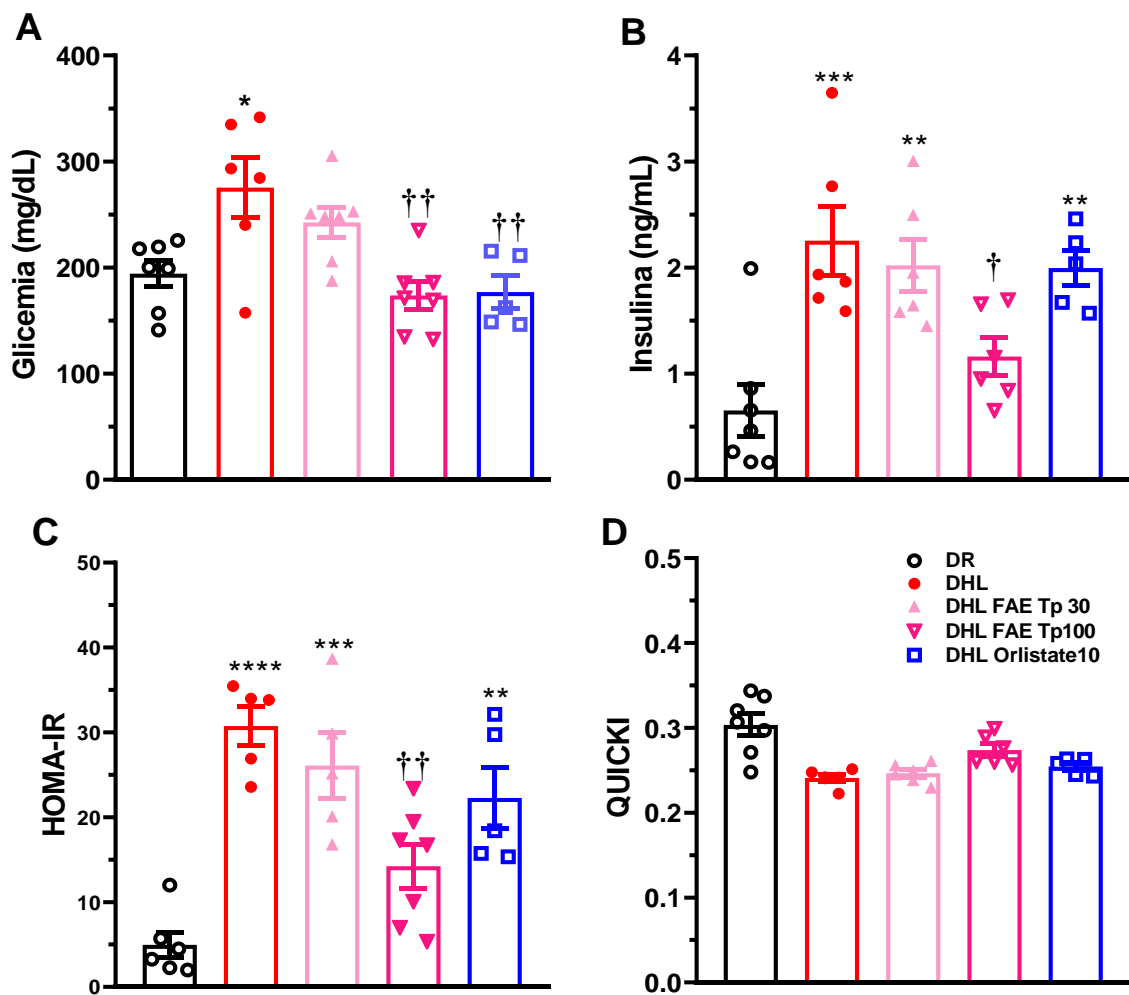 A
Glicemia (mg/dL)
400
300
200
100
0
*
††
††
B
Insulina (ng/mL)
4
3
2
1
0
***
**
†
**
C
HOMA-IR
50
40
30
20
10
0
****
***
††
**
D
QUICKI
0.5
0.4
0.3
0.2
0.1
0.0
DR
DHL
DHL FAE Tp 30
DHL FAE Tp100
DHL Orlistate10